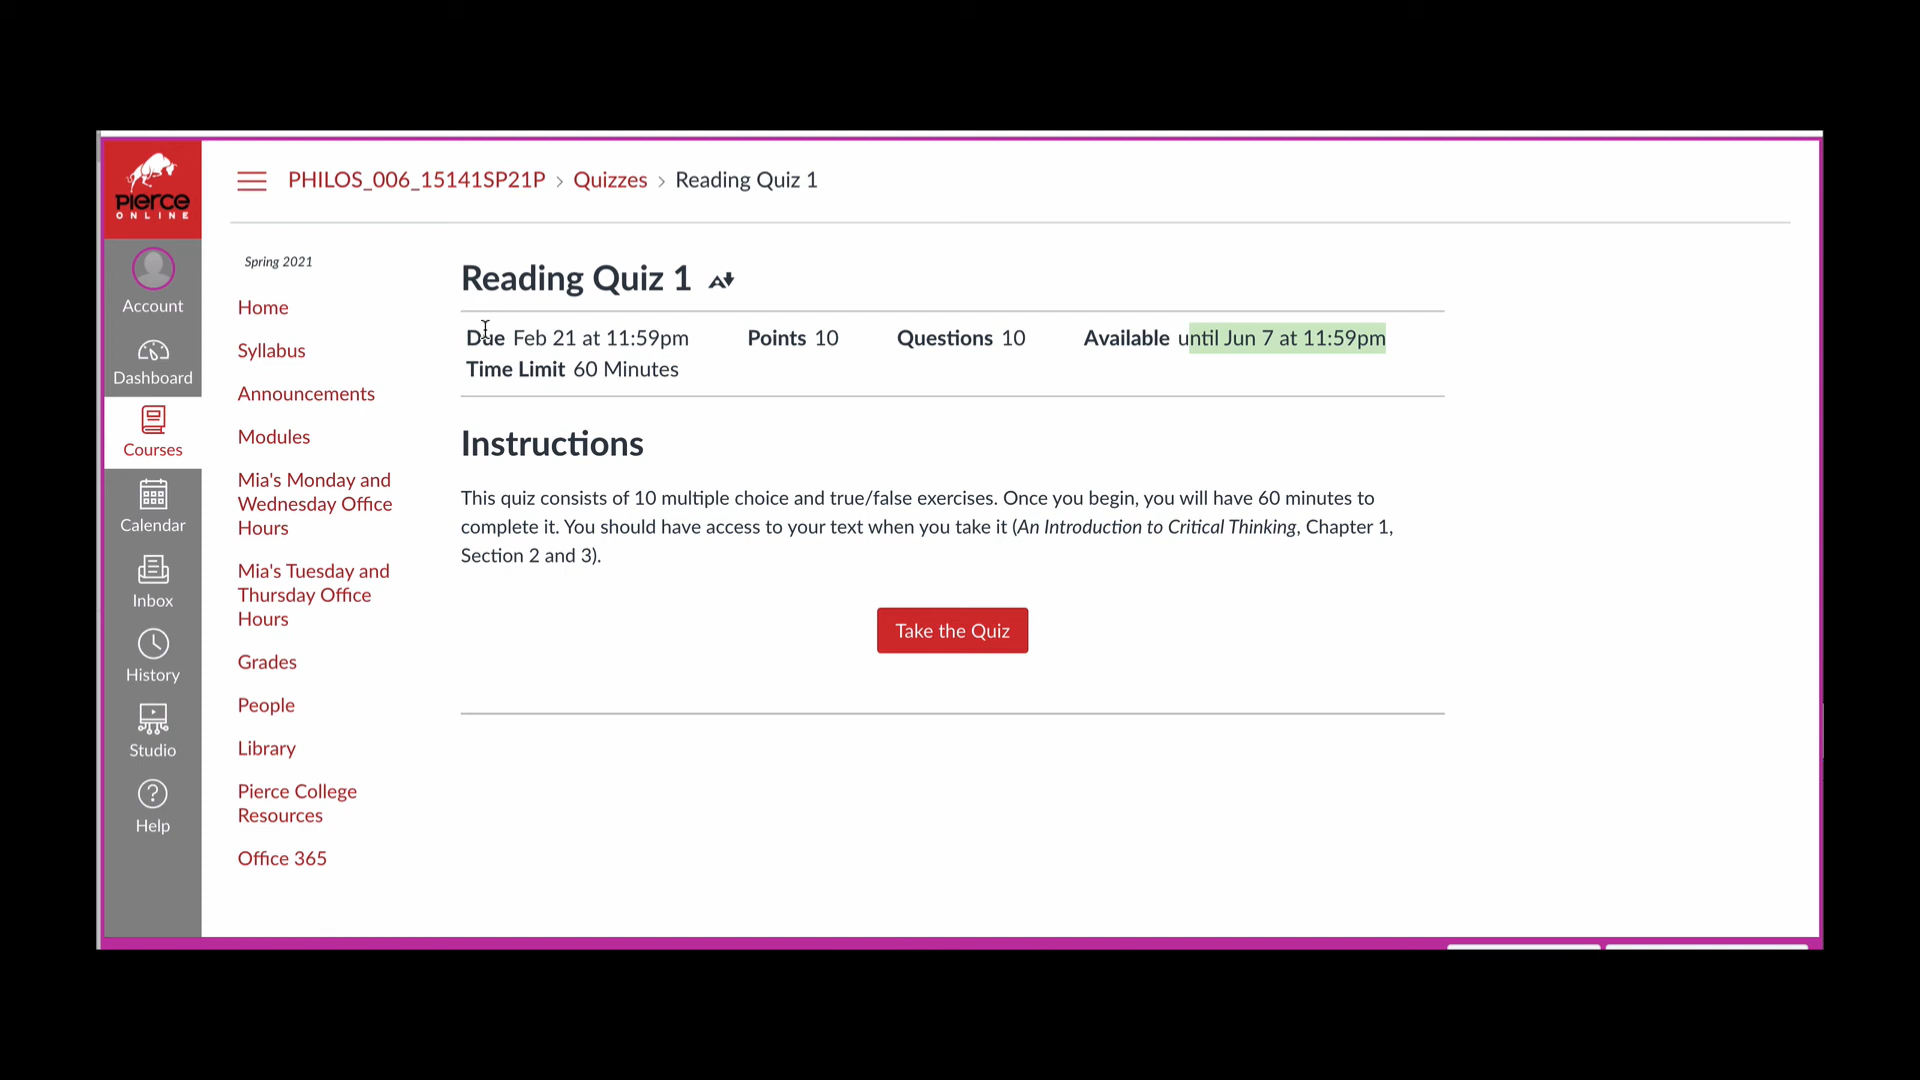 PIERCE
ONLINE
Account
Dashboard
Courses
Calendar
Inbox
History
Studio
Help
PHILOS_006_15141SP21P > Quizzes > Reading Quiz 1
Spring 2021
Home
Syllabus
Announcements
Modules
Mia's Monday and
Wednesday Office
Hours
Mia's Tuesday and
Thursday Office
Hours
Grades
People
Library
Pierce College
Resources
Office 365
Reading Quiz 1
Due Feb 21 at 11:59pm Points 10 Questions 10 Available until Jun 7 at 11:59pm
Time Limit 60 Minutes
Instructions
This quiz consists of 10 multiple choice and true/false exercises. Once you begin, you will have 60 minutes to
complete it. You should have access to your text when you take it (An Introduction to Critical Thinking, Chapter 1,
Section 2 and 3).
Take the Quiz